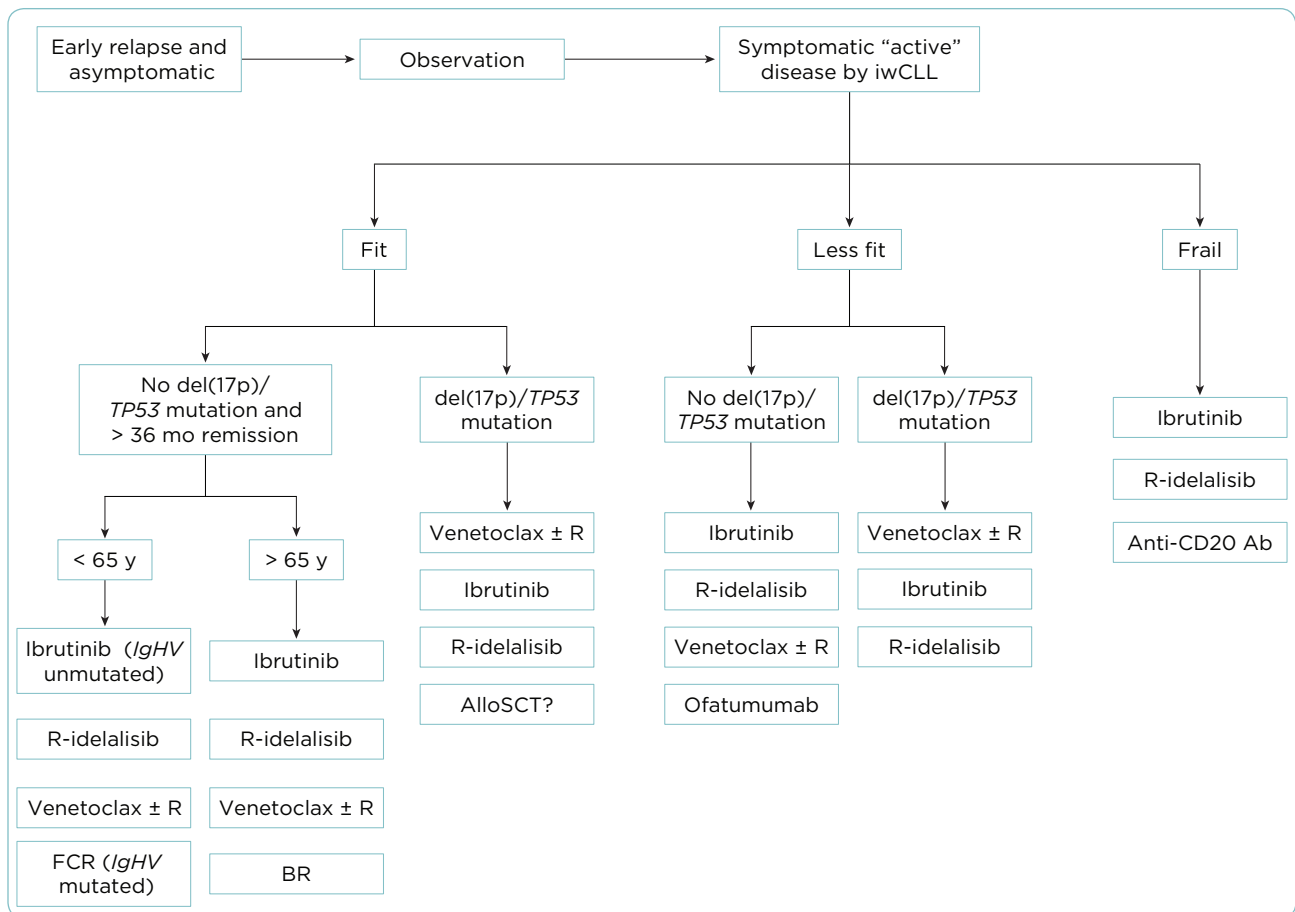 Early relapse and
asymptomatic
Observation
Symptomatic “active”
disease by iwCLL
Fit
Less fit
Frail
No del(17p)/
TP53 mutation and
> 36 mo remission
del(17p)/TP53
mutation
No del(17p)/
TP53 mutation
del(17p)/TP53
mutation
< 65 y
> 65 y
Ibrutinib (IgHV
unmutated)
R-idelalisib
Venetoclax ± R
FCR (IgHV
mutated)
Ibrutinib
R-idelalisib
Venetoclax ± R
BR
Venetoclax ± R
Ibrutinib
R-idelalisib
AlloSCT?
Ibrutinib
R-idelalisib
Venetoclax ± R
Ofatumumab
Venetoclax ± R
Ibrutinib
R-idelalisib
Ibrutinib
R-idelalisib
Anti-CD20 Ab